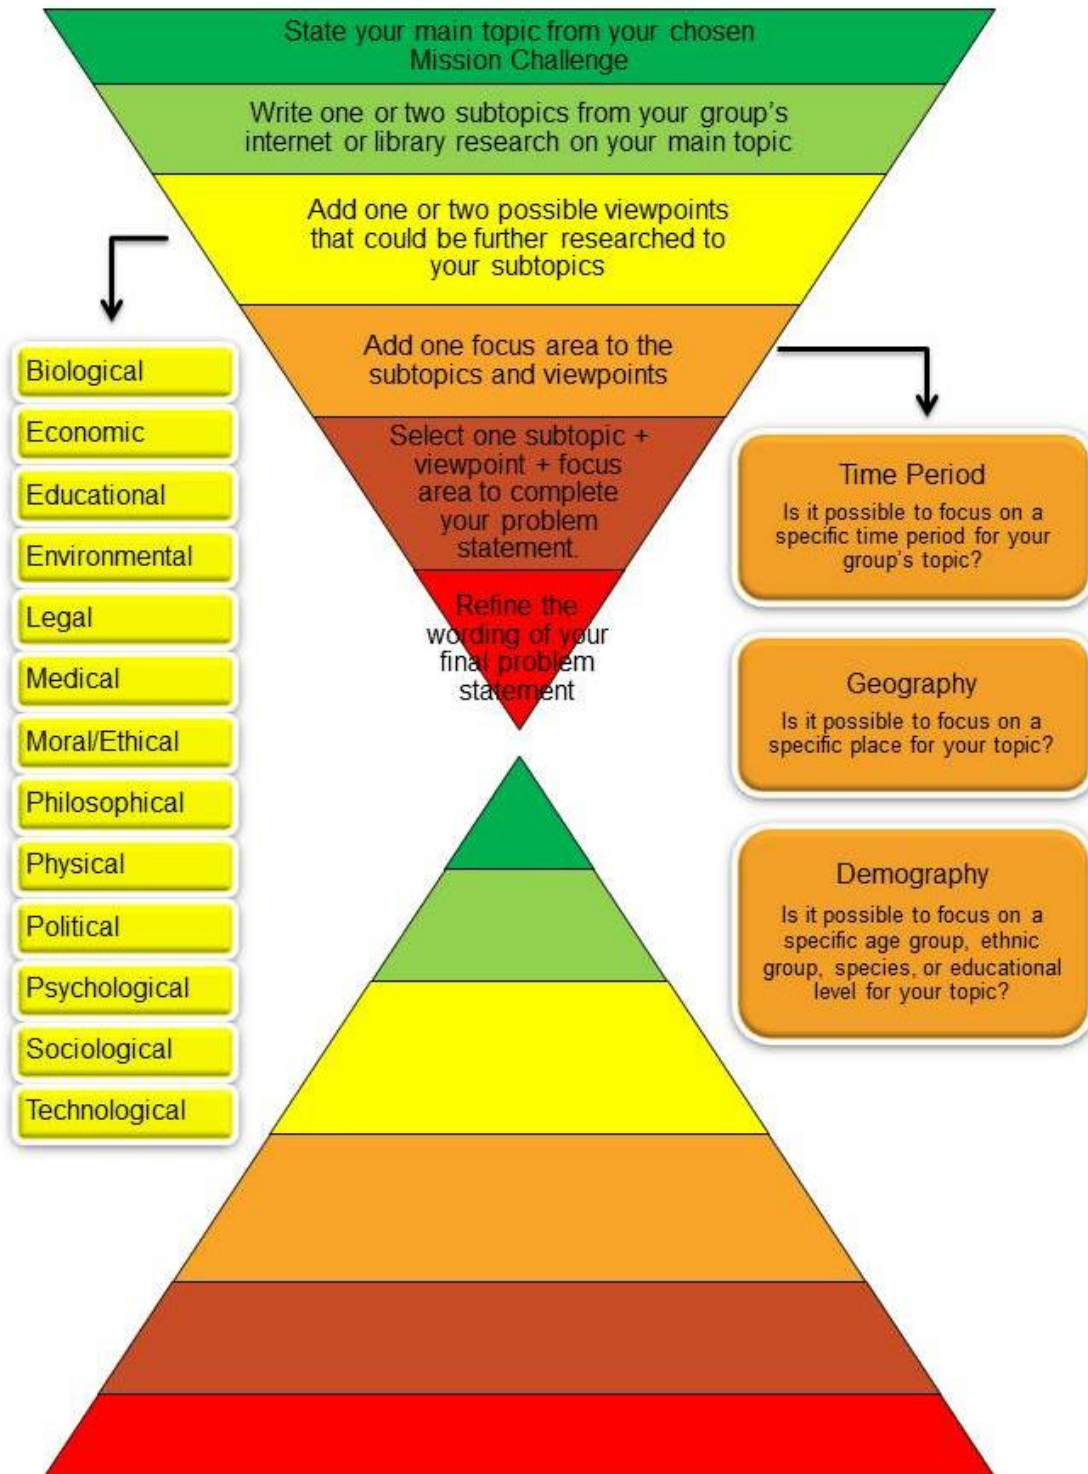 State your main topic from your chosen
Mission Challenge
Write one or two subtopics from your group's
internet or library research on your main topic
Add one or two possible viewpoints
that could be further researched to
your subtopics
Add one focus area to the
subtopics and viewpoints
Select one subtopic +
viewpoint + focus
area to complete
your problem
statement.
Refine the
wording of your
final problem
statement
Biological
Economic
Educational
Environmental
Legal
Medical
Moral/Ethical
Philosophical
Physical
Political
Psychological
Sociological
Technological
Time Period
Is it possible to focus on a
specific time period for your
group's topic?
Geography
Is it possible to focus on a
specific place for your topic?
Demography
Is it possible to focus on a
specific age group, ethnic
group, species, or educational
level for your topic?